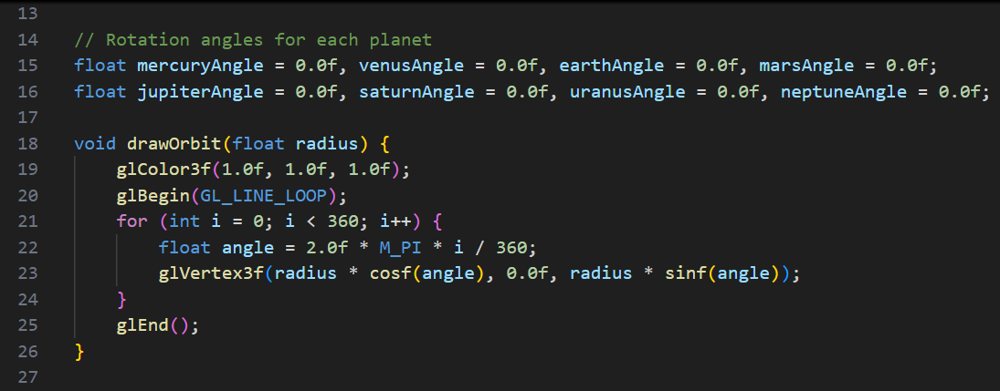 13
14 // Rotation angles for each planet
15 float mercuryAngle = 0.0f, venusAngle = 0.0f, earthAngle = 0.0f, marsAngle = 0.0f;
16 float jupiterAngle = 0.0f, saturnAngle = 0.0f, uranusAngle = 0.0f, neptuneAngle = 0.0f;
17
18 void drawOrbit(float radius) {
19     glColor3f(1.0f, 1.0f, 1.0f);
20     glBegin(GL_LINE_LOOP);
21     for (int i = 0; i < 360; i++) {
22         float angle = 2.0f * M_PI * i / 360;
23         glVertex3f(radius * cosf(angle), 0.0f, radius * sinf(angle));
24     }
25     glEnd();
26 }
27